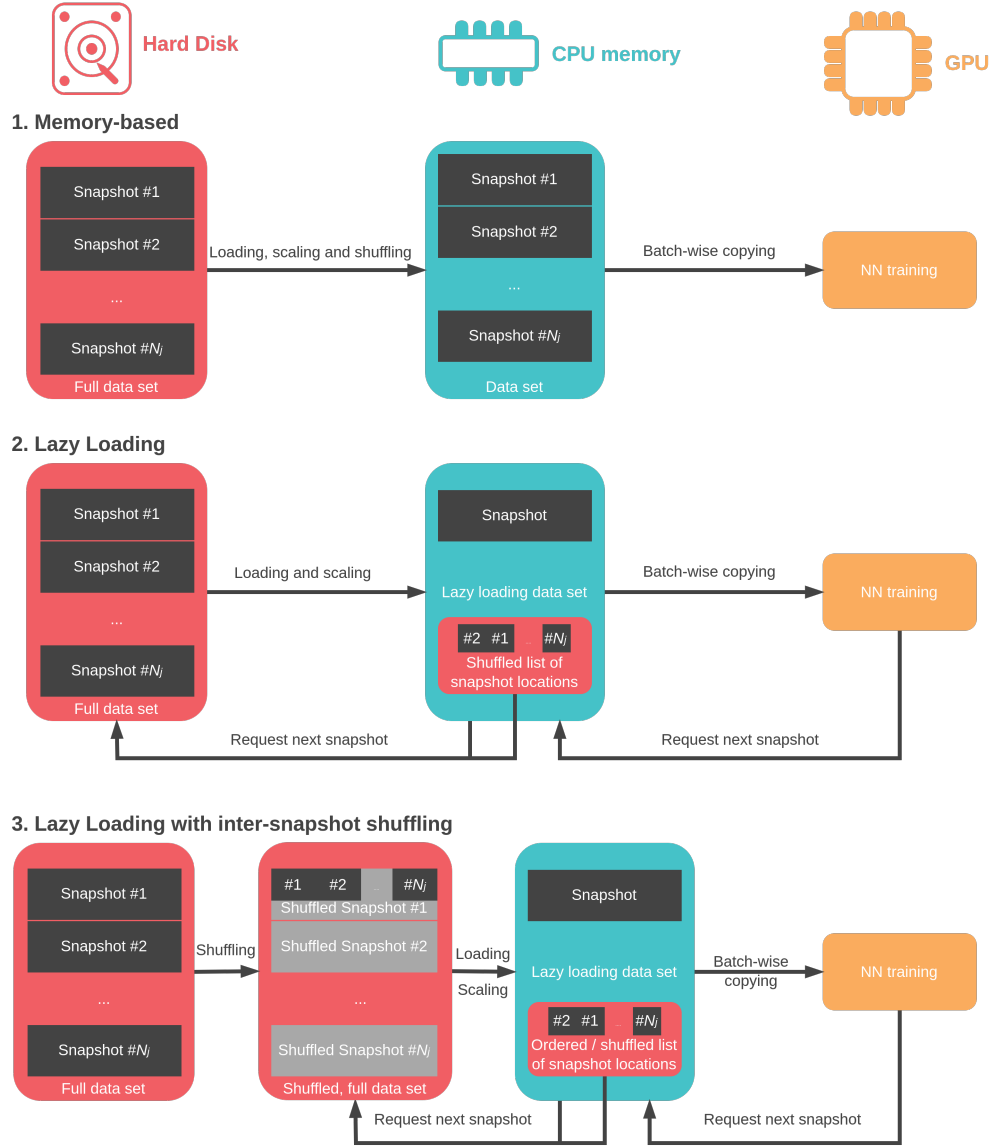 Hard Disk
CPU memory
GPU
1. Memory-based
Snapshot #1
Snapshot #2
...
Snapshot #Nj
Full data set
Loading, scaling and shuffling
Snapshot #1
Snapshot #2
...
Snapshot #Nj
Data set
Batch-wise copying
NN training
2. Lazy Loading
Snapshot #1
Snapshot #2
...
Snapshot #Nj
Full data set
Loading and scaling
Snapshot
Lazy loading data set
#2 #1 ... #Nj
Shuffled list of
snapshot locations
Batch-wise copying
NN training
Request next snapshot
Request next snapshot
3. Lazy Loading with inter-snapshot shuffling
Snapshot #1
Snapshot #2
...
Snapshot #Nj
Full data set
Shuffling
#1 #2 ... #Nj
Shuffled Snapshot #1
Shuffled Snapshot #2
...
Shuffled Snapshot #Nj
Shuffled, full data set
Loading
Scaling
Snapshot
Lazy loading data set
#2 #1 ... #Nj
Ordered / shuffled list
of snapshot locations
Batch-wise
copying
NN training
Request next snapshot
Request next snapshot